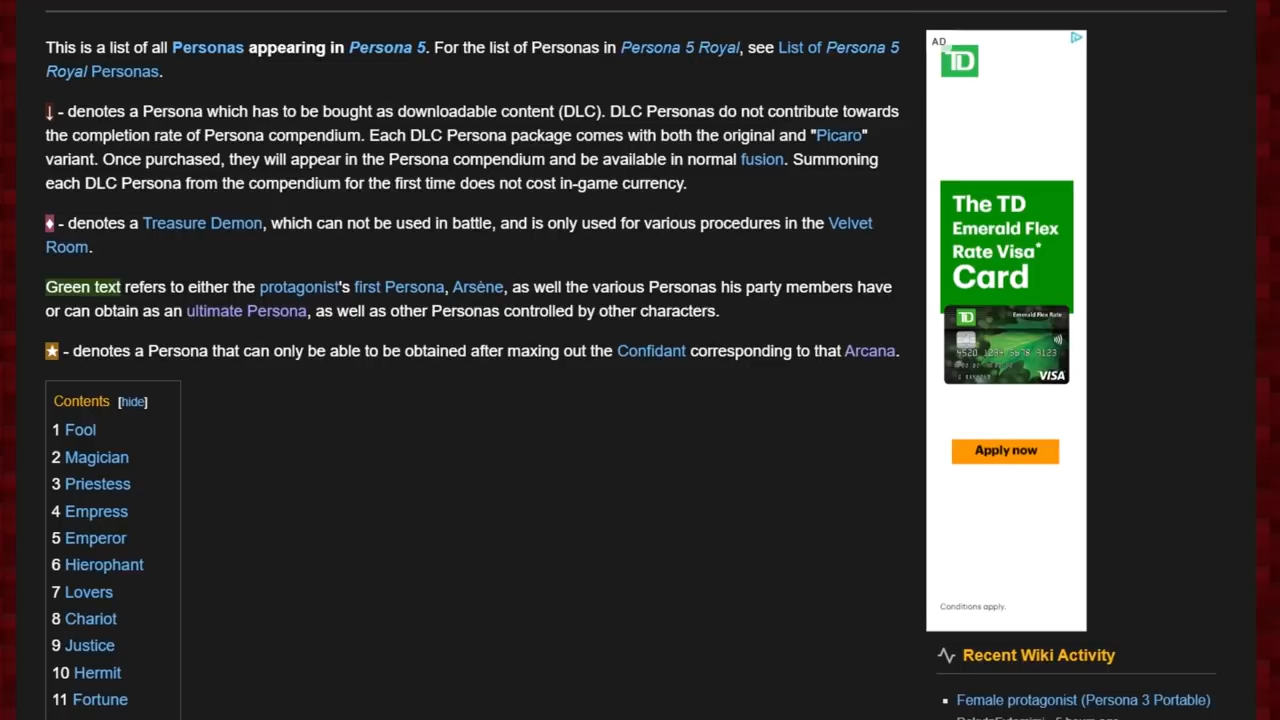 This is a list of all Personas appearing in Persona 5. For the list of Personas in Persona 5 Royal, see List of Persona 5
Royal Personas.
↓ - denotes a Persona which has to be bought as downloadable content (DLC). DLC Personas do not contribute towards
the completion rate of Persona compendium. Each DLC Persona package comes with both the original and "Picaro"
variant. Once purchased, they will appear in the Persona compendium and be available in normal fusion. Summoning
each DLC Persona from the compendium for the first time does not cost in-game currency.
♦ - denotes a Treasure Demon, which can not be used in battle, and is only used for various procedures in the Velvet
Room.
Green text refers to either the protagonist's first Persona, Arsène, as well the various Personas his party members have
or can obtain as an ultimate Persona, as well as other Personas controlled by other characters.
★ - denotes a Persona that can only be able to be obtained after maxing out the Confidant corresponding to that Arcana.
Contents [hide]
1 Fool
2 Magician
3 Priestess
4 Empress
5 Emperor
6 Hierophant
7 Lovers
8 Chariot
9 Justice
10 Hermit
11 Fortune
AD
TD
The TD
Emerald Flex
Rate Visa*
Card
TD Emerald Flex Rate
4520 1234 5678 9123
VISA
Apply now
Conditions apply.
Recent Wiki Activity
Female protagonist (Persona 3 Portable)